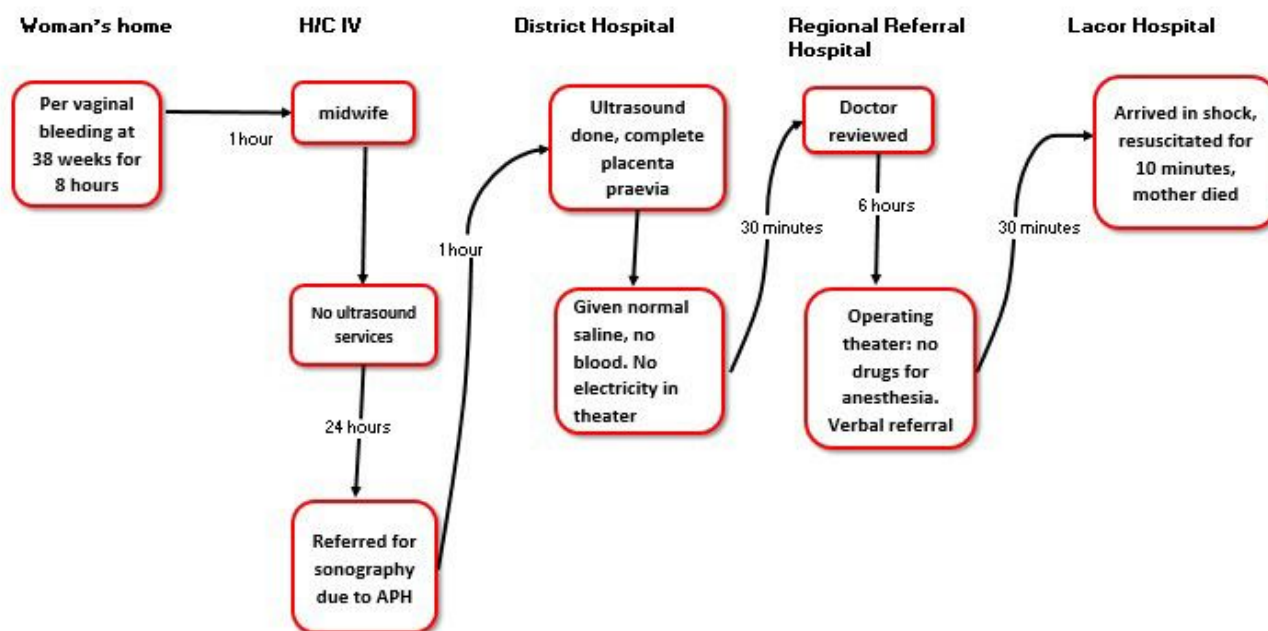 Woman's home
H/C IV
District Hospital
Regional Referral
Hospital
Lacor Hospital
Per vaginal
bleeding at
38 weeks for
8 hours
1 hour
midwife
No ultrasound
services
24 hours
Referred for
sonography
due to APH
1 hour
Ultrasound
done, complete
placenta
praevia
Given normal
saline, no
blood. No
electricity in
theater
30 minutes
Doctor
reviewed
6 hours
Operating
theater: no
drugs for
anesthesia.
Verbal referral
30 minutes
Arrived in shock,
resuscitated for
10 minutes,
mother died